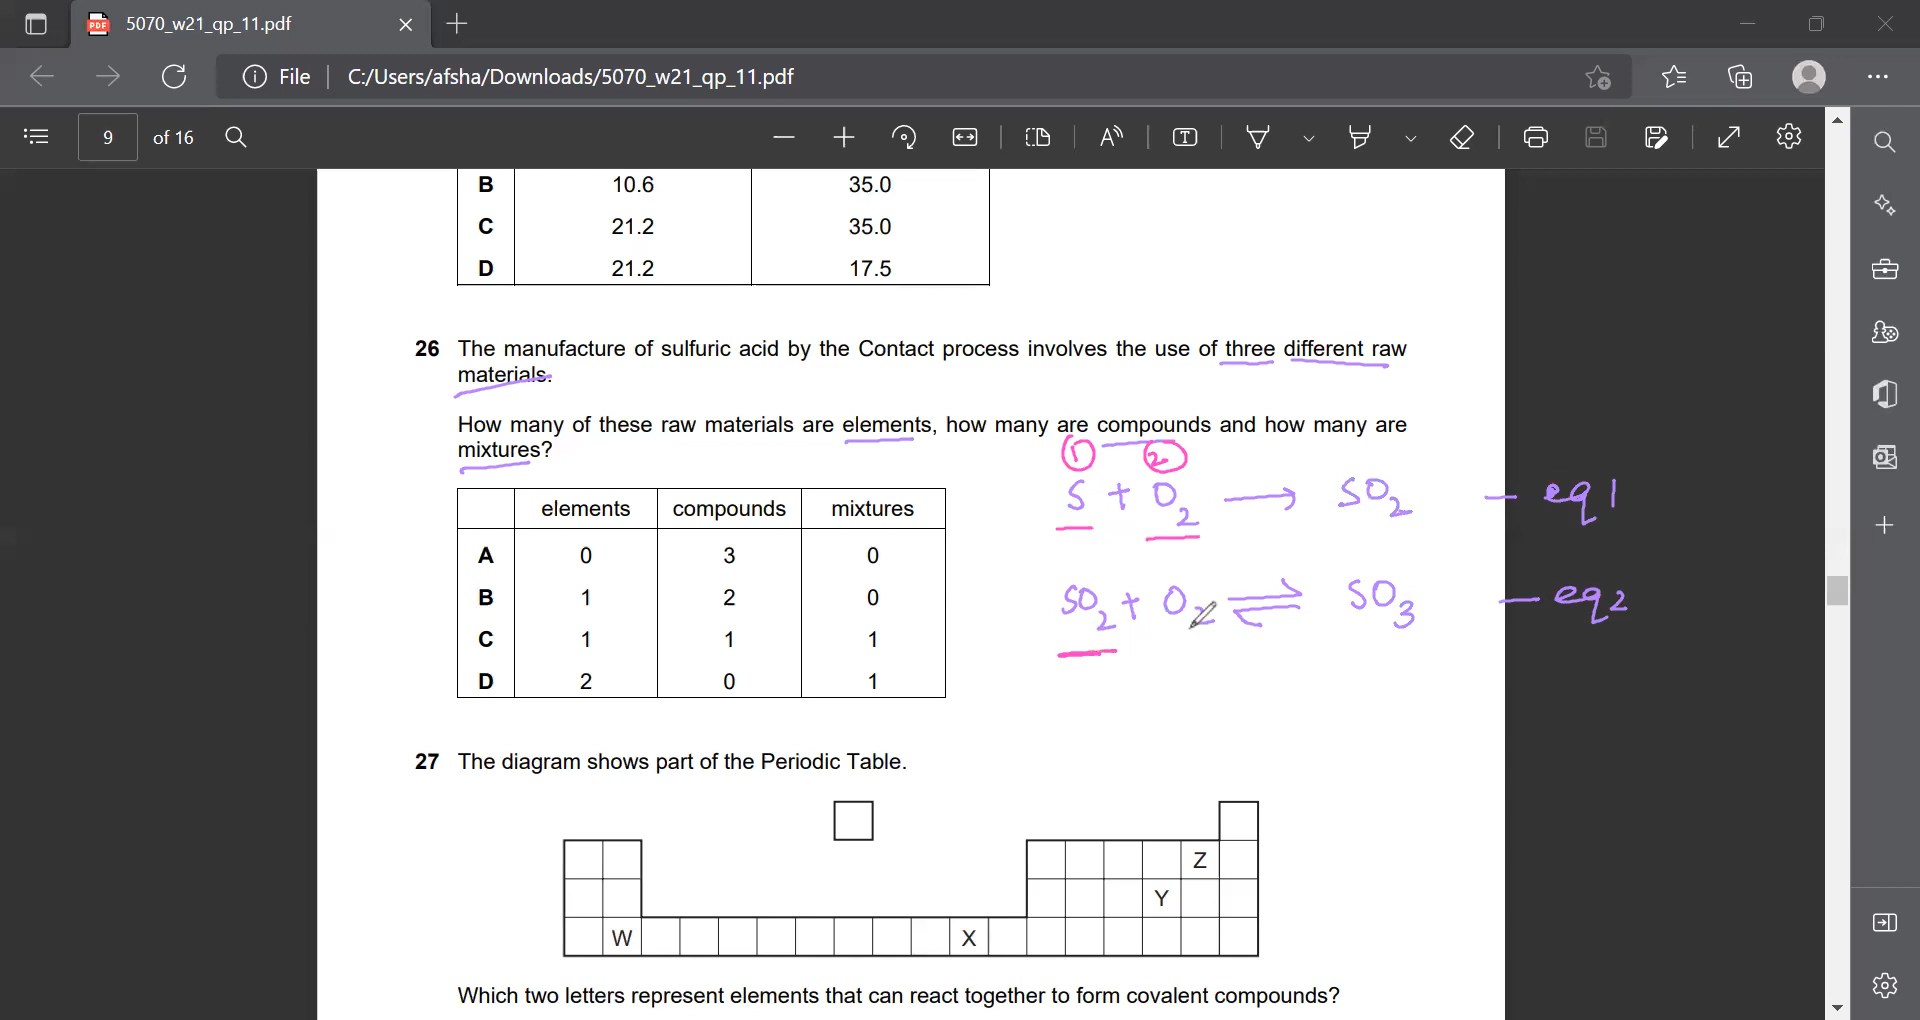 5070_w21_qp_11.pdf
File C:/Users/afsha/Downloads/5070_w21_qp_11.pdf
9 of 16
B 10.6 35.0
C 21.2 35.0
D 21.2 17.5
26 The manufacture of sulfuric acid by the Contact process involves the use of three different raw
materials.
How many of these raw materials are elements, how many are compounds and how many are
mixtures?
1 2
S + O2 → SO2 — eq1
SO2 + O2 ⇌ SO3 — eq2
elements compounds mixtures
A 0 3 0
B 1 2 0
C 1 1 1
D 2 0 1
27 The diagram shows part of the Periodic Table.
Z
Y
W X
Which two letters represent elements that can react together to form covalent compounds?